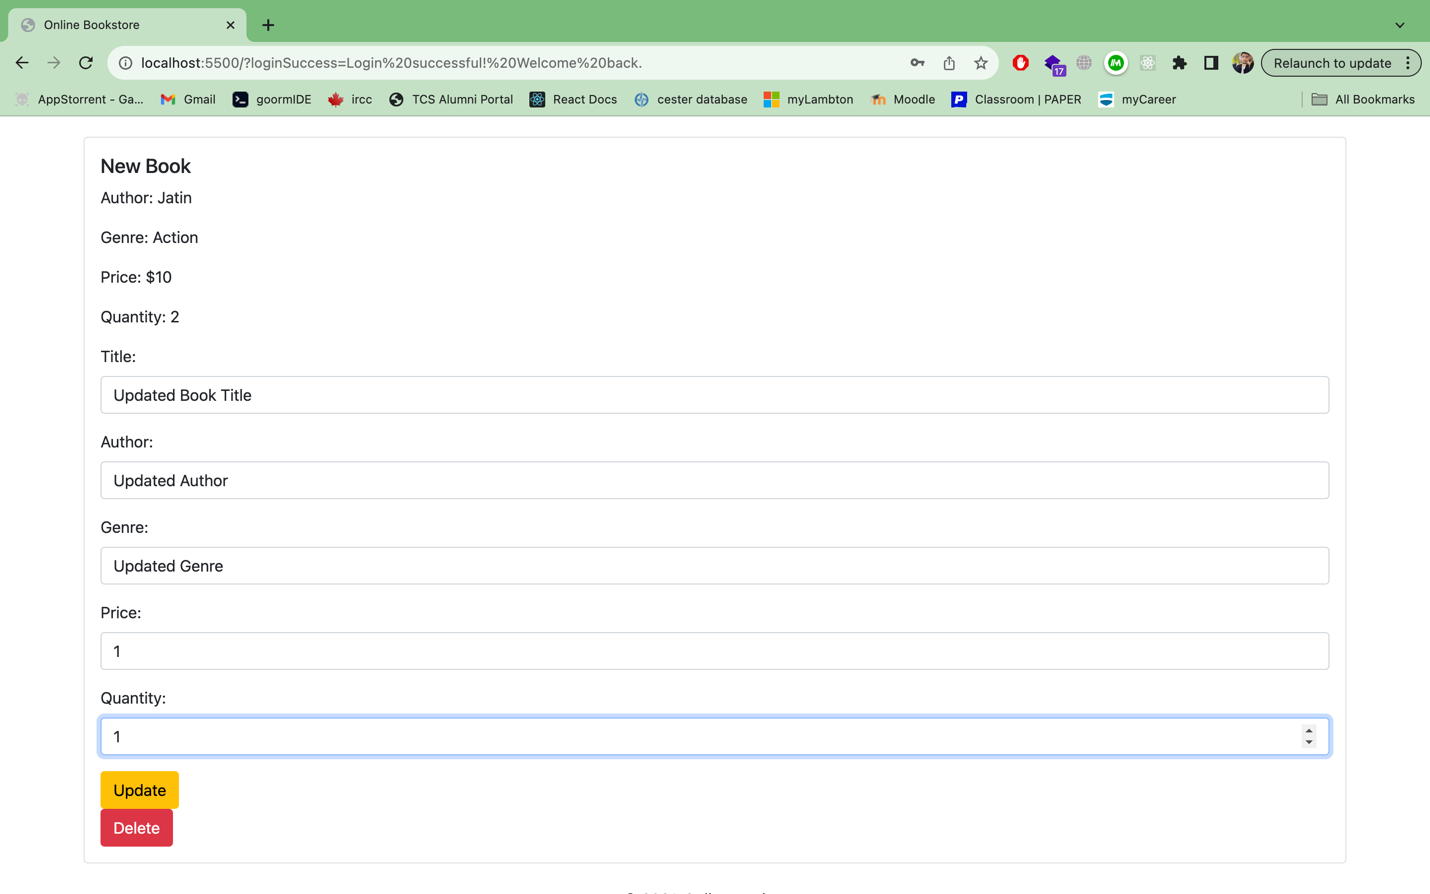 Online Bookstore
localhost:5500/?loginSuccess=Login%20successful!%20Welcome%20back.
17
Relaunch to update
AppStorrent - Ga... Gmail goormIDE ircc TCS Alumni Portal React Docs cester database myLambton Moodle Classroom | PAPER myCareer All Bookmarks
New Book
Author: Jatin
Genre: Action
Price: $10
Quantity: 2
Title:
Updated Book Title
Author:
Updated Author
Genre:
Updated Genre
Price:
1
Quantity:
1
Update
Delete